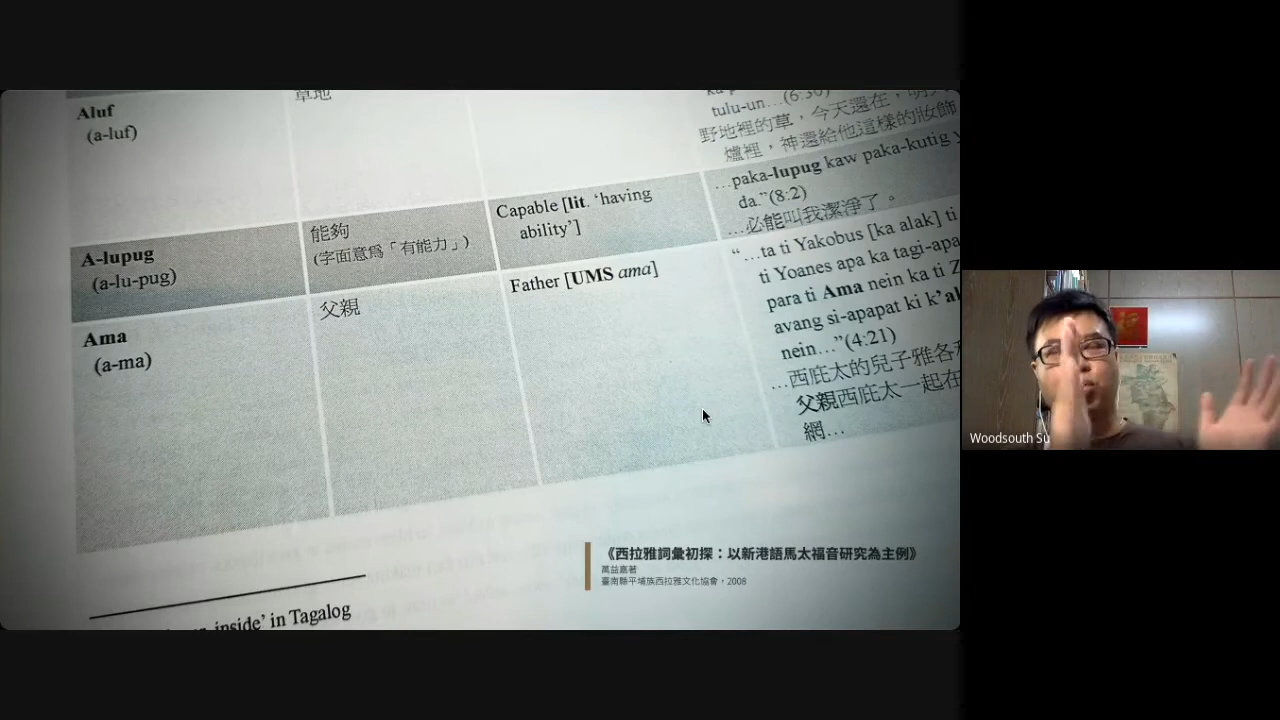 Aluf
(a-luf)
草地
tulu-un…(6:30)
野地裡的草，今天還在，明
爐裡，神還給他這樣的妝飾
A-lupug
(a-lu-pug)
能夠
(字面意爲「有能力」)
Capable [lit. ‘having
ability’]
…paka-lupug kaw paka-kutig
da.”(8:2)
…必能叫我潔淨了。
Ama
(a-ma)
父親
Father [UMS ama]
“…ta ti Yakobus [ka alak] ti
ti Yoanes apa ka tagi-apa
para ti Ama nein ka ti Z
avang si-apapat ki k’al
nein…”(4:21)
…西庇太的兒子雅各
父親西庇太一起在
網…
inside’ in Tagalog
《西拉雅詞彙初探：以新港語馬太福音研究為主例》
萬益嘉著
臺南縣平埔族西拉雅文化協會，2008
Woodsouth Su